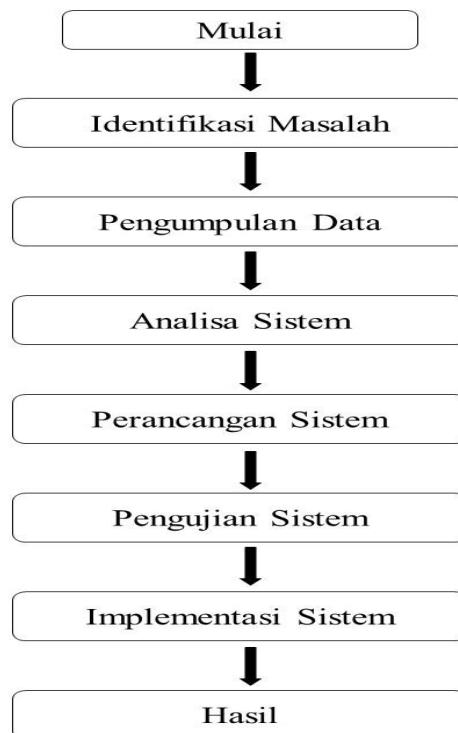 Mulai
Identifikasi Masalah
Pengumpulan Data
Analisa Sistem
Perancangan Sistem
Pengujian Sistem
Implementasi Sistem
Hasil